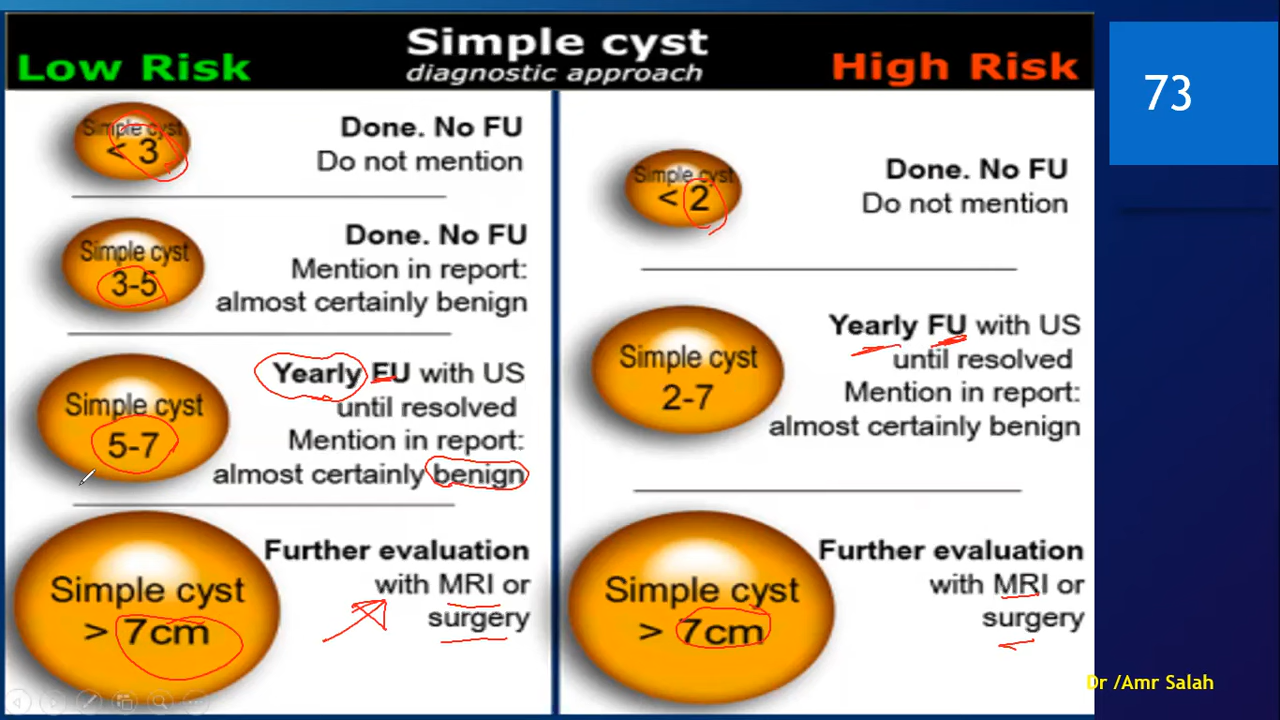 Simple cyst
diagnostic approach
Low Risk
High Risk
73
Simple cyst
< 3
Done. No FU
Do not mention
Simple cyst
3-5
Done. No FU
Mention in report:
almost certainly benign
Simple cyst
5-7
Yearly FU with US
until resolved
Mention in report:
almost certainly benign
Simple cyst
> 7cm
Further evaluation
with MRI or
surgery
Simple cyst
< 2
Done. No FU
Do not mention
Simple cyst
2-7
Yearly FU with US
until resolved
Mention in report:
almost certainly benign
Simple cyst
> 7cm
Further evaluation
with MRI or
surgery
Dr /Amr Salah